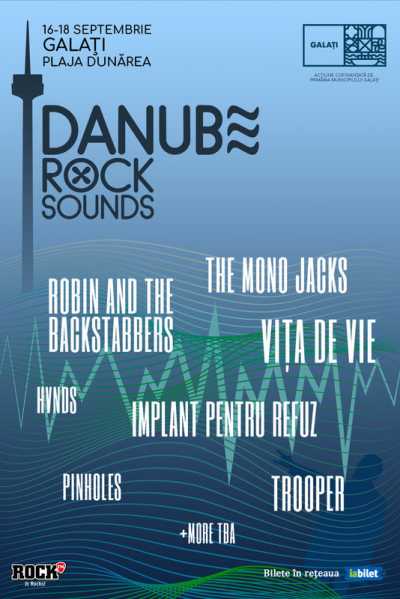 16-18 SEPTEMBRIE
GALAȚI
PLAJA DUNĂREA
GALAȚI
ACȚIUNE COFINANȚATĂ DE
PRIMĂRIA MUNICIPIULUI GALAȚI
DANUBE
ROCK
SOUNDS
THE MONO JACKS
ROBIN AND THE
BACKSTABBERS
VIȚA DE VIE
HVNDS
IMPLANT PENTRU REFUZ
PINHOLES
TROOPER
+MORE TBA
ROCK FM
It Rocks!
Bilete în rețeaua iabilet